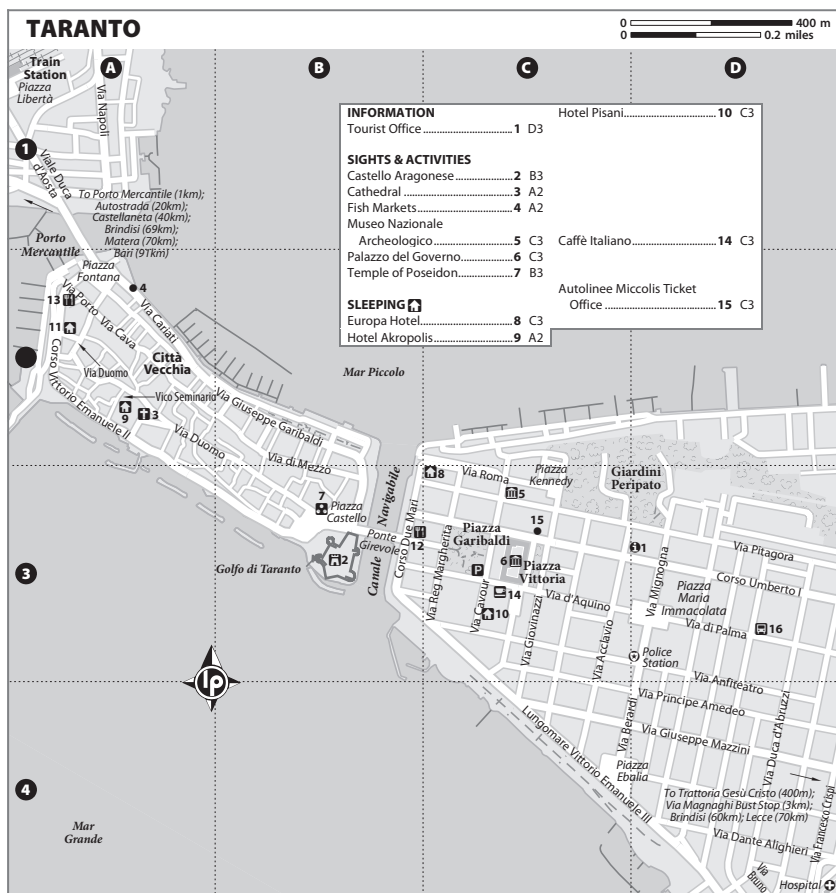 TARANTO
0 400 m
0 0.2 miles
A
B
C
D
1
3
4
INFORMATION
Tourist Office 1 D3
SIGHTS & ACTIVITIES
Castello Aragonese 2 B3
Cathedral 3 A2
Fish Markets 4 A2
Museo Nazionale
Archeologico 5 C3
Palazzo del Governo 6 C3
Temple of Poseidon 7 B3
SLEEPING
Europa Hotel 8 C3
Hotel Akropolis 9 A2
Hotel Pisani 10 C3
Caffè Italiano 14 C3
Autolinee Miccolis Ticket
Office 15 C3
Train
Station
Piazza
Libertà
Via Napoli
Viale Duca
d'Aosta
To Porto Mercantile (1km);
Autostrada (20km);
Castellaneta (40km);
Brindisi (69km);
Matera (70km);
Bari (91km)
Porto
Mercantile
Piazza
Fontana
4
13
Via Porto
Via Cava
Via Cariati
11
Via Duomo
Città
Vecchia
Corso Vittorio Emanuele II
Vico Seminario
9
3
Via Duomo
Via Giuseppe Garibaldi
Via di Mezzo
Mar Piccolo
7
Piazza
Castello
Ponte
Girevole
Canale Navigabile
2
Golfo di Taranto
Corso Due Mari
8
Via Roma
Piazza
Kennedy
5
Giardini
Peripato
12
Piazza
Garibaldi
15
6
Piazza
Vittoria
1
P
14
10
Via Reg Margherita
Via Cavour
Via Giovinazzi
Via d'Aquino
Via Acclavio
Via Mignogna
Via Pitagora
Corso Umberto I
Piazza
Maria
Immacolata
Via di Palma
16
Police
Station
Via Anfiteatro
Via Principe Amedeo
Via Giuseppe Mazzini
Via Berardi
Via Duca d'Abruzzi
Lungomare Vittorio Emanuele III
Piazza
Ebalia
To Trattoria Gesù Cristo (400m);
Via Magnaghi Bust Stop (3km);
Brindisi (60km); Lecce (70km)
Via Francesco Crispi
Via Dante Alighieri
Via
Bruno
Hospital
lp
Mar
Grande